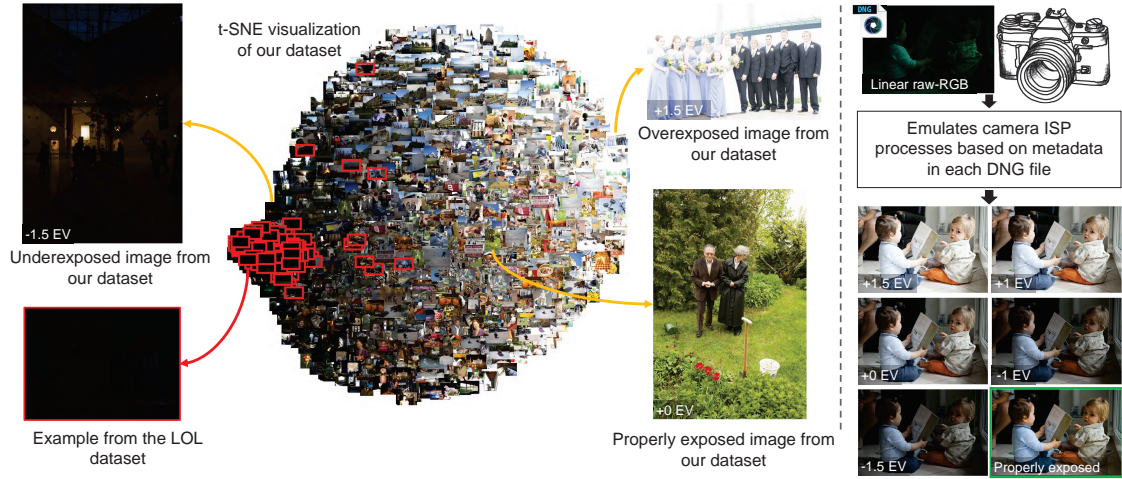 t-SNE visualization
of our dataset
-1.5 EV
Underexposed image from
our dataset
Example from the LOL
dataset
+1.5 EV
Overexposed image from
our dataset
+0 EV
Properly exposed image from
our dataset
DNG
Linear raw-RGB
Emulates camera ISP
processes based on metadata
in each DNG file
+1.5 EV
+1 EV
+0 EV
-1 EV
-1.5 EV
Properly exposed